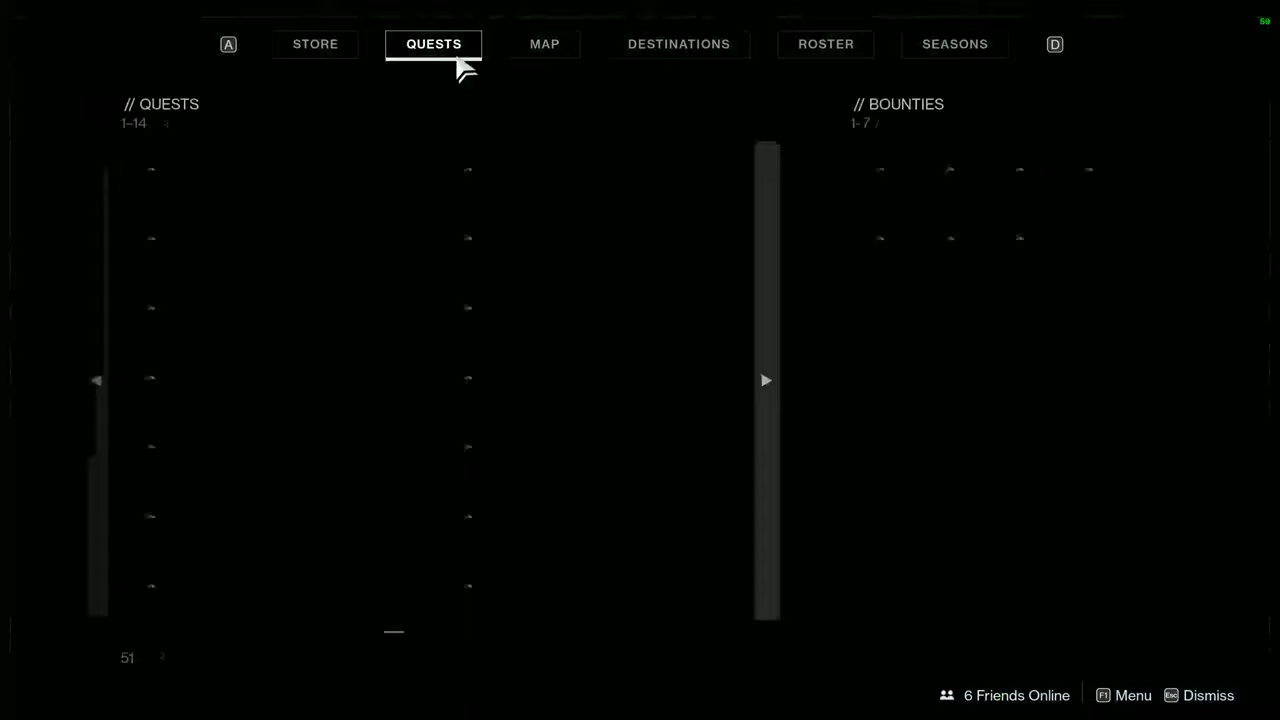 59
A STORE QUESTS MAP DESTINATIONS ROSTER SEASONS D
// QUESTS
1–14
// BOUNTIES
1-7 /
51
6 Friends Online F1 Menu Esc Dismiss